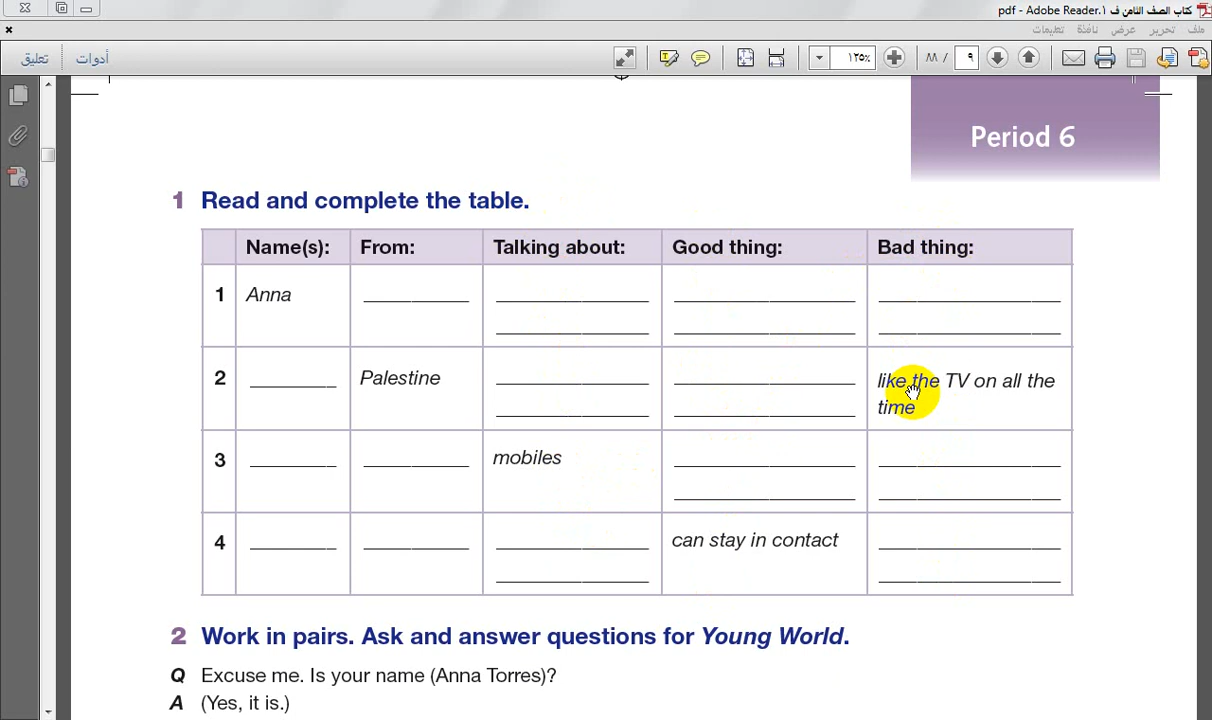 كتاب الصف الثامن ف ١.pdf - Adobe Reader
ملف تحرير عرض نافذة تعليمات
تعليق أدوات ١٢٥% ٨٨ / ٩
Period 6
1 Read and complete the table.
Name(s): From: Talking about: Good thing: Bad thing:
1 Anna
2 Palestine like the TV on all the
time
3 mobiles
4 can stay in contact
2 Work in pairs. Ask and answer questions for Young World.
Q Excuse me. Is your name (Anna Torres)?
A (Yes, it is.)